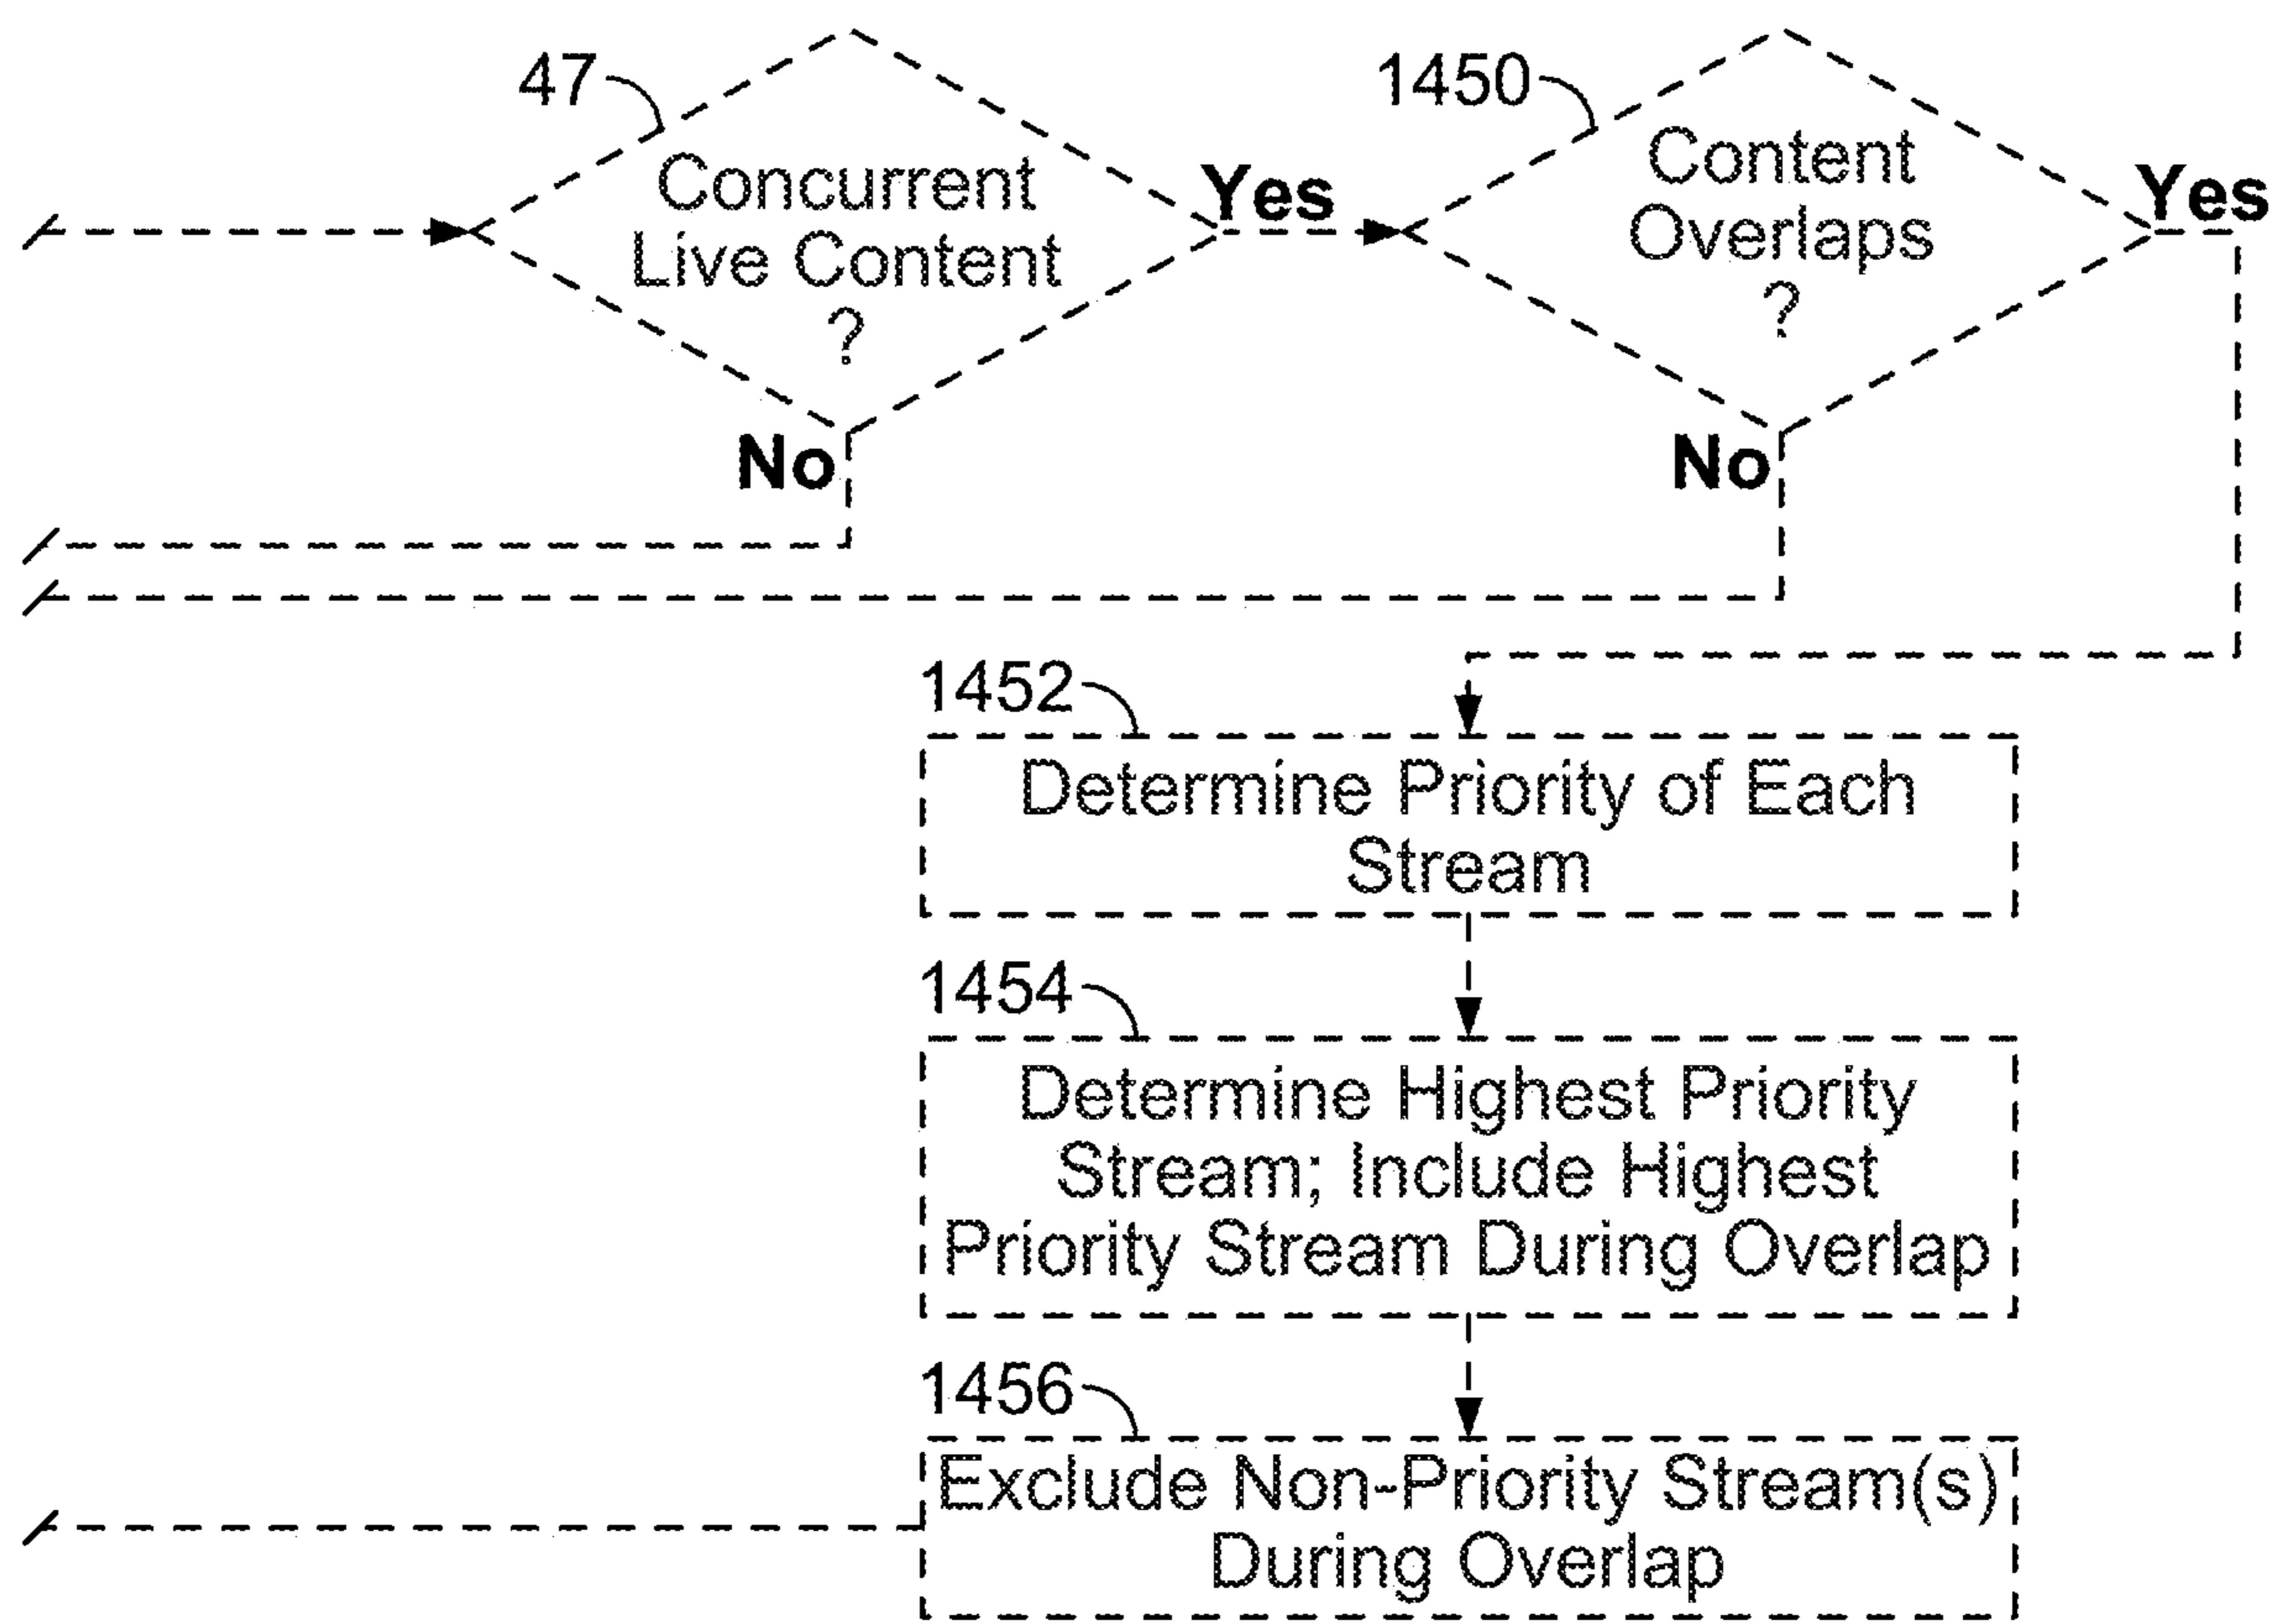 47
Concurrent
Live Content
?
Yes
No
1450
Content
Overlaps
?
Yes
No
1452
Determine Priority of Each
Stream
1454
Determine Highest Priority
Stream; Include Highest
Priority Stream During Overlap
1456
Exclude Non-Priority Stream(s)
During Overlap